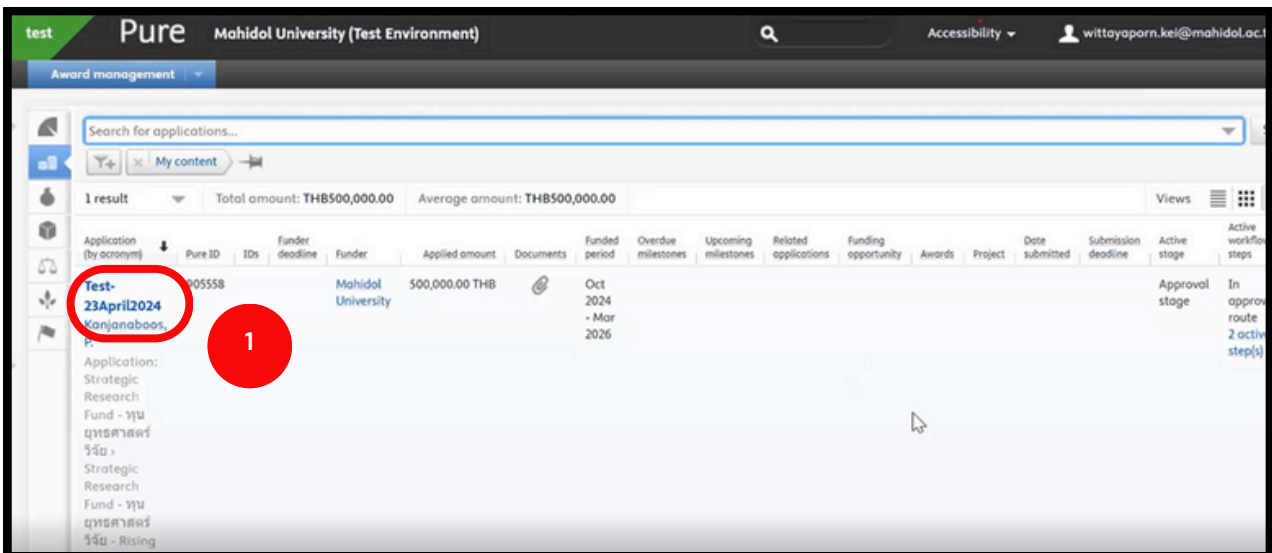 test
Pure Mahidol University (Test Environment)
Accessibility
wittayaporn.kei@mahidol.ac.t
Award management
Search for applications...
My content
1 result Total amount: THB500,000.00 Average amount: THB500,000.00 Views
Application (by acronym) Pure ID IDs Funder deadline Funder Applied amount Documents Funded period Overdue milestones Upcoming milestones Related applications Funding opportunity Awards Project Date submitted Submission deadline Active stage Active workflow steps
Test-
23April2024
Kanjanaboos,
P.
Application:
Strategic
Research
Fund - ทุน
ยุทธศาสตร์
วิจัย ›
Strategic
Research
Fund - ทุน
ยุทธศาสตร์
วิจัย - Rising
905558
Mahidol
University
500,000.00 THB
Oct
2024
- Mar
2026
Approval
stage
In
approv
route
2 activ
step(s)
1